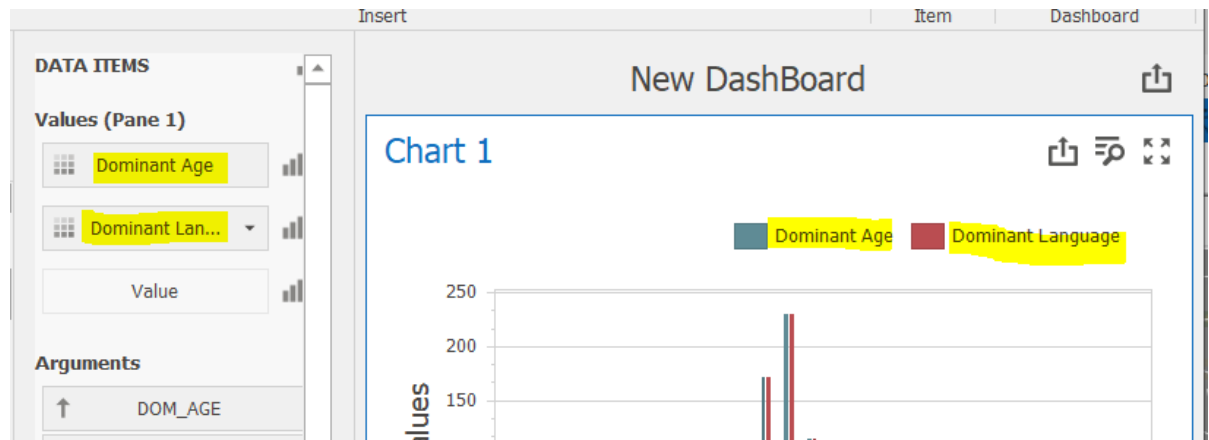 Insert
Item
Dashboard
DATA ITEMS
Values (Pane 1)
Dominant Age
Dominant Lan...
Value
Arguments
DOM_AGE
New DashBoard
Chart 1
Dominant Age
Dominant Language
250
200
150